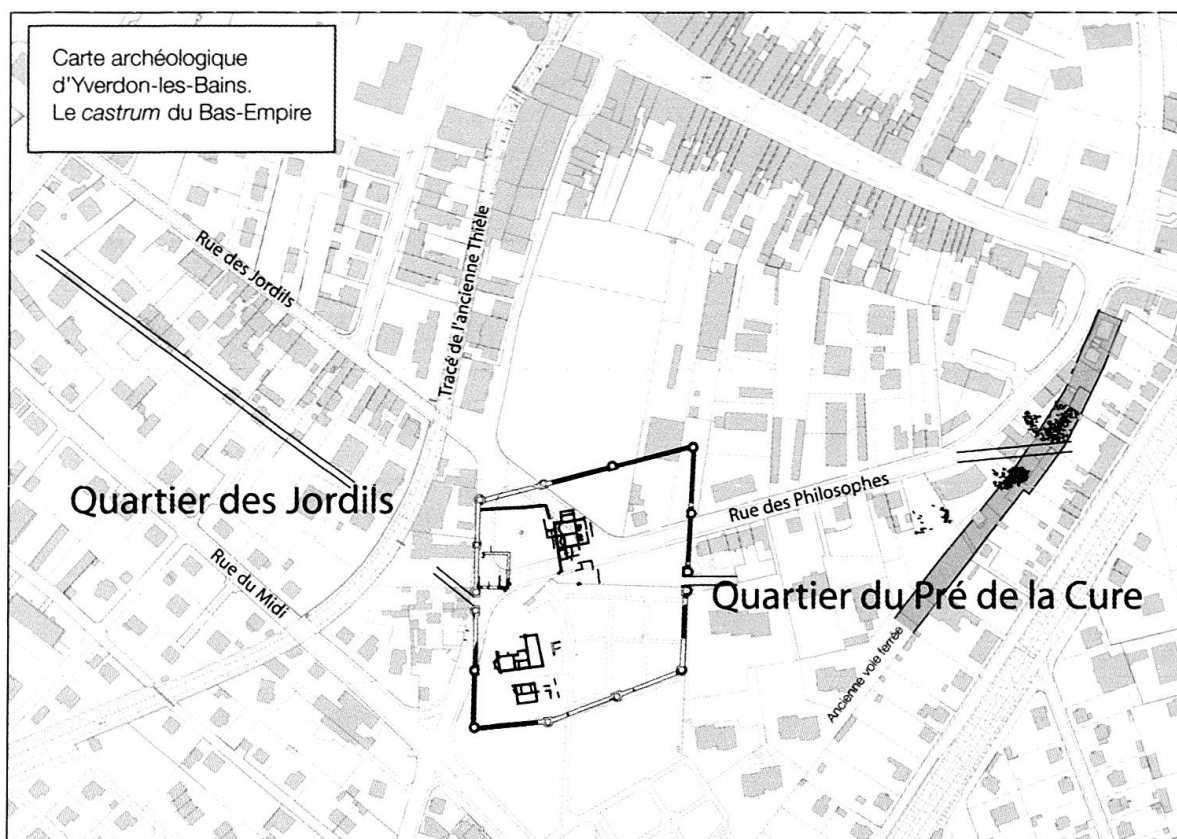 Carte archéologique
d'Yverdon-les-Bains.
Le castrum du Bas-Empire
Rue des Jordils
Tracé de l'ancienne Thièle
Quartier des Jordils
Rue des Philosophes
Rue du Midi
Quartier du Pré de la Cure
Ancienne voie ferrée